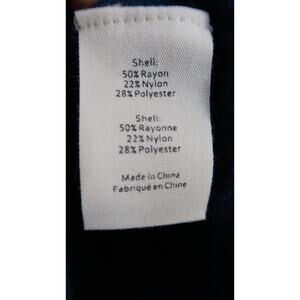 Shell:
50% Rayon
22% Nylon
28% Polyester
Shell:
50% Rayonne
22% Nylon
28% Polyester
Made in China
Fabriqué en Chine